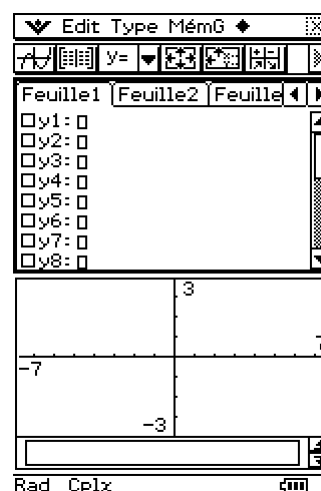 Edit Type MémG
y=
Feuille1 Feuille2 Feuille
y1:
y2:
y3:
y4:
y5:
y6:
y7:
y8:
3
-7
-3
Rad Cplx